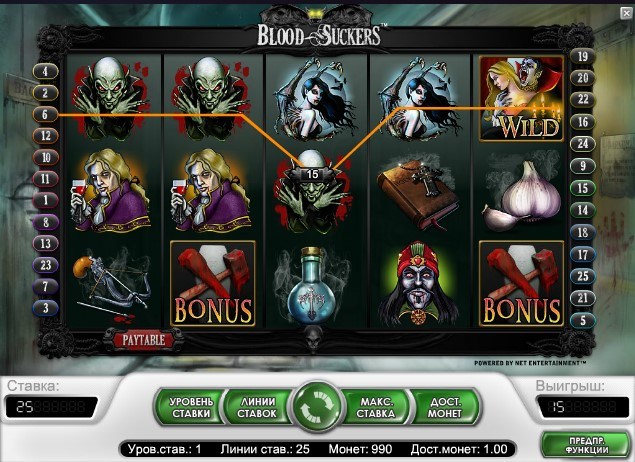 BLOOD SUCKERS™
4
2
6
12
10
11
1
8
13
23
7
3
19
20
22
16
24
9
15
14
18
17
25
21
5
WILD
15
BONUS
BONUS
PAYTABLE
POWERED BY NET ENTERTAINMENT™
Ставка:
25
УРОВЕНЬ СТАВКИ
ЛИНИИ СТАВОК
МАКС. СТАВКА
ДОСТ. МОНЕТ
Выигрыш:
15
Уров.став.: 1 Линии став.: 25 Монет: 990 Дост.монет: 1.00
ПРЕДПР. ФУНКЦИИ